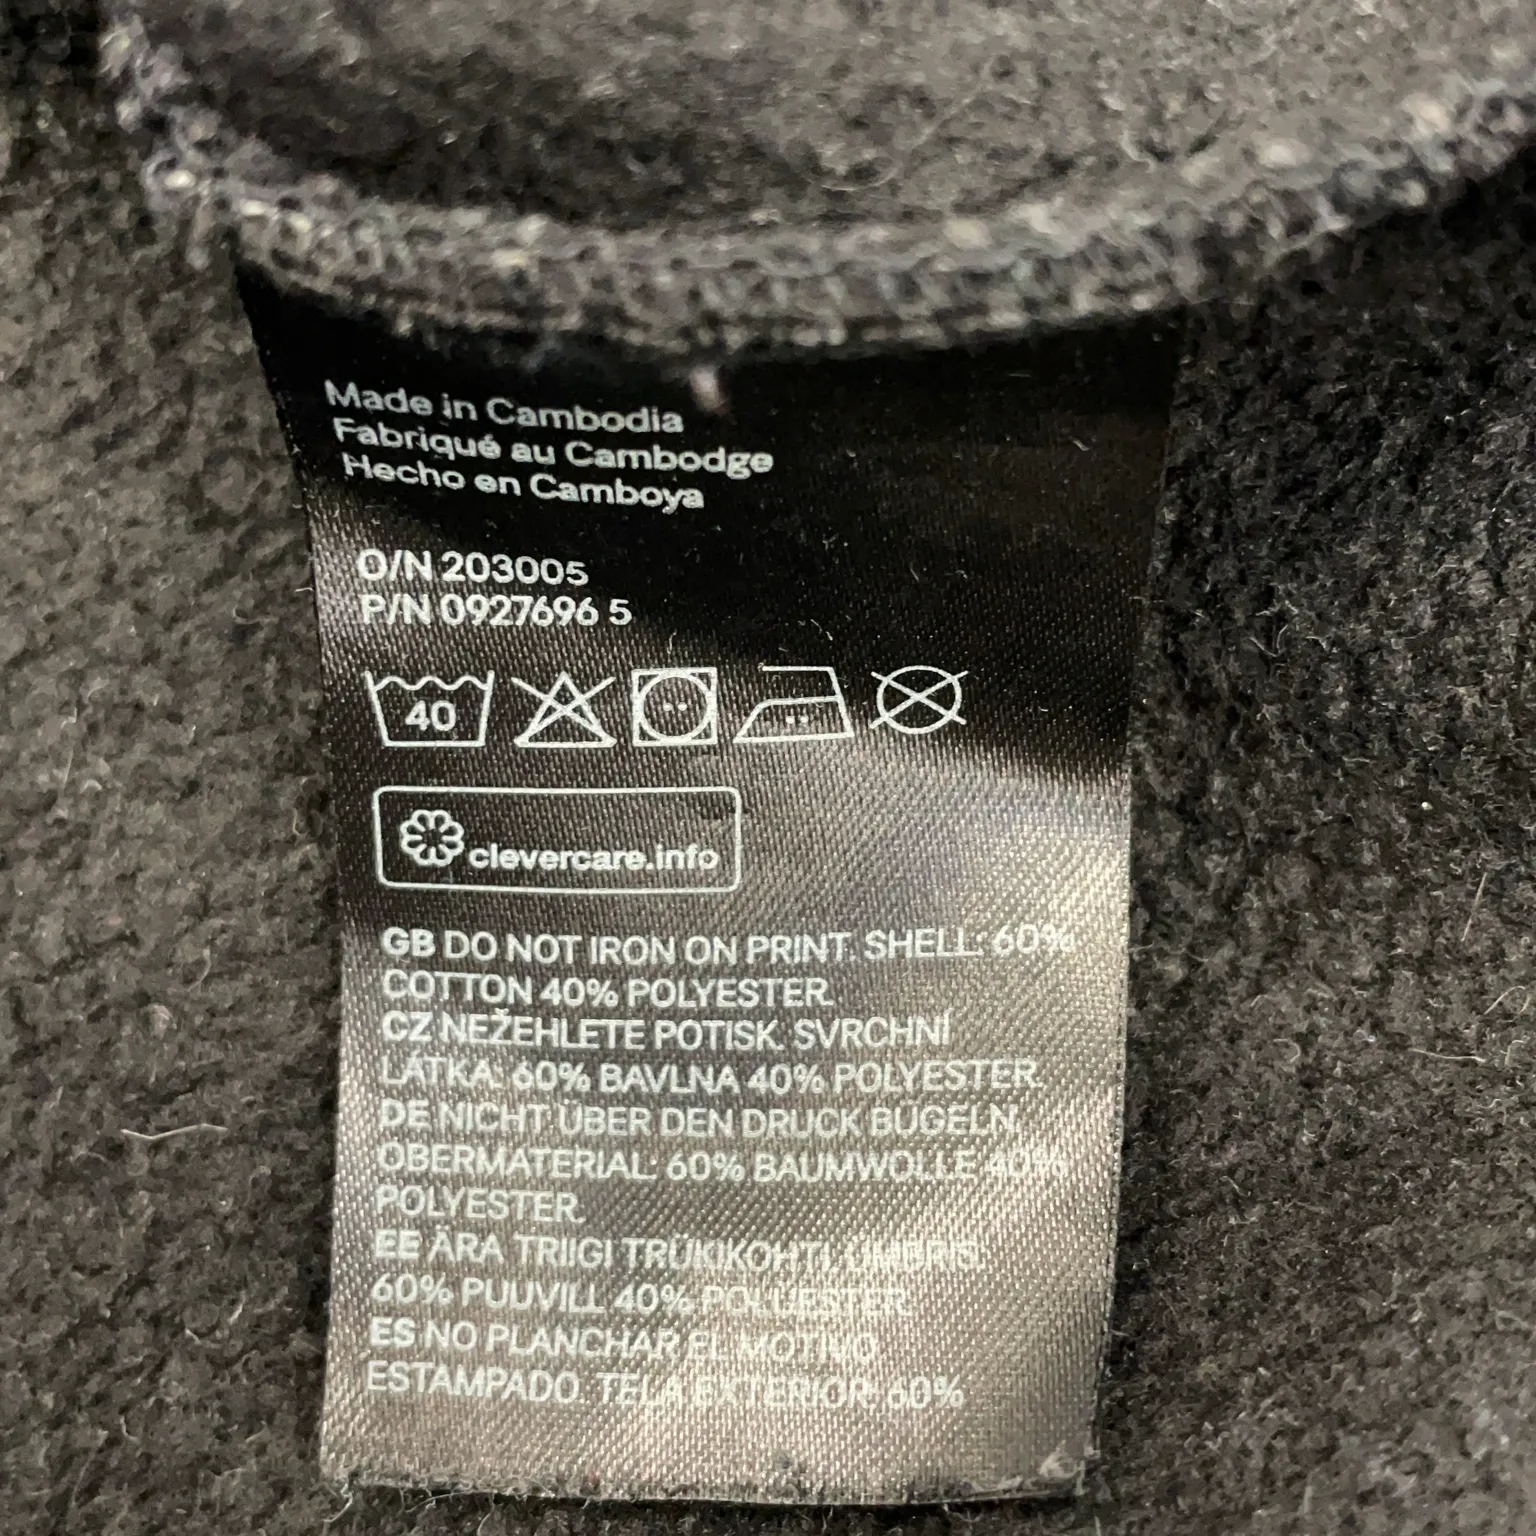 Made in Cambodia
Fabriqué au Cambodge
Hecho en Camboya
O/N 203005
P/N 0927696 5
40
clevercare.info
GB DO NOT IRON ON PRINT. SHELL: 60%
COTTON 40% POLYESTER.
CZ NEŽEHLETE POTISK. SVRCHNÍ
LÁTKA: 60% BAVLNA 40% POLYESTER.
DE NICHT ÜBER DEN DRUCK BÜGELN.
OBERMATERIAL: 60% BAUMWOLLE 40%
POLYESTER.
EE ÄRA TRIIGI TRÜKIKOHTI. ÜMBRIS:
60% PUUVILL 40% POLUESTER.
ES NO PLANCHAR EL MOTIVO
ESTAMPADO. TELA EXTERIOR: 60%